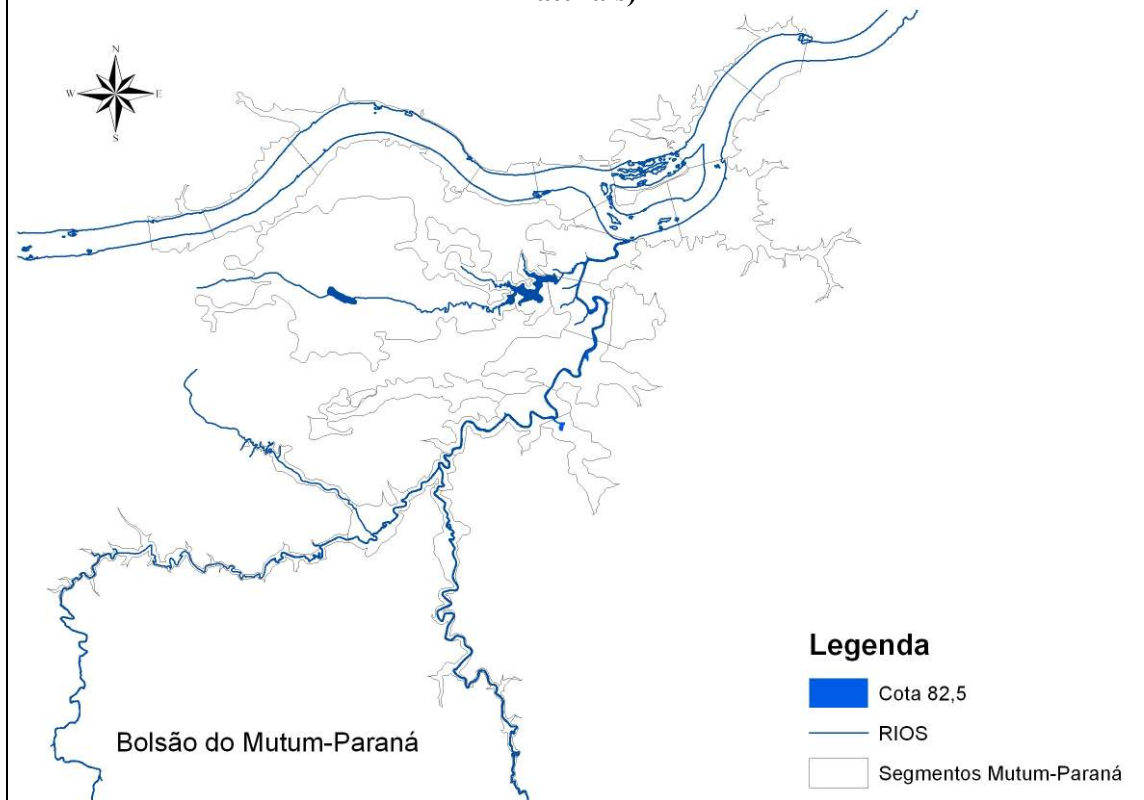 N
W E
S
Legenda
Cota 82,5
RIOS
Segmentos Mutum-Paraná
Bolsão do Mutum-Paraná